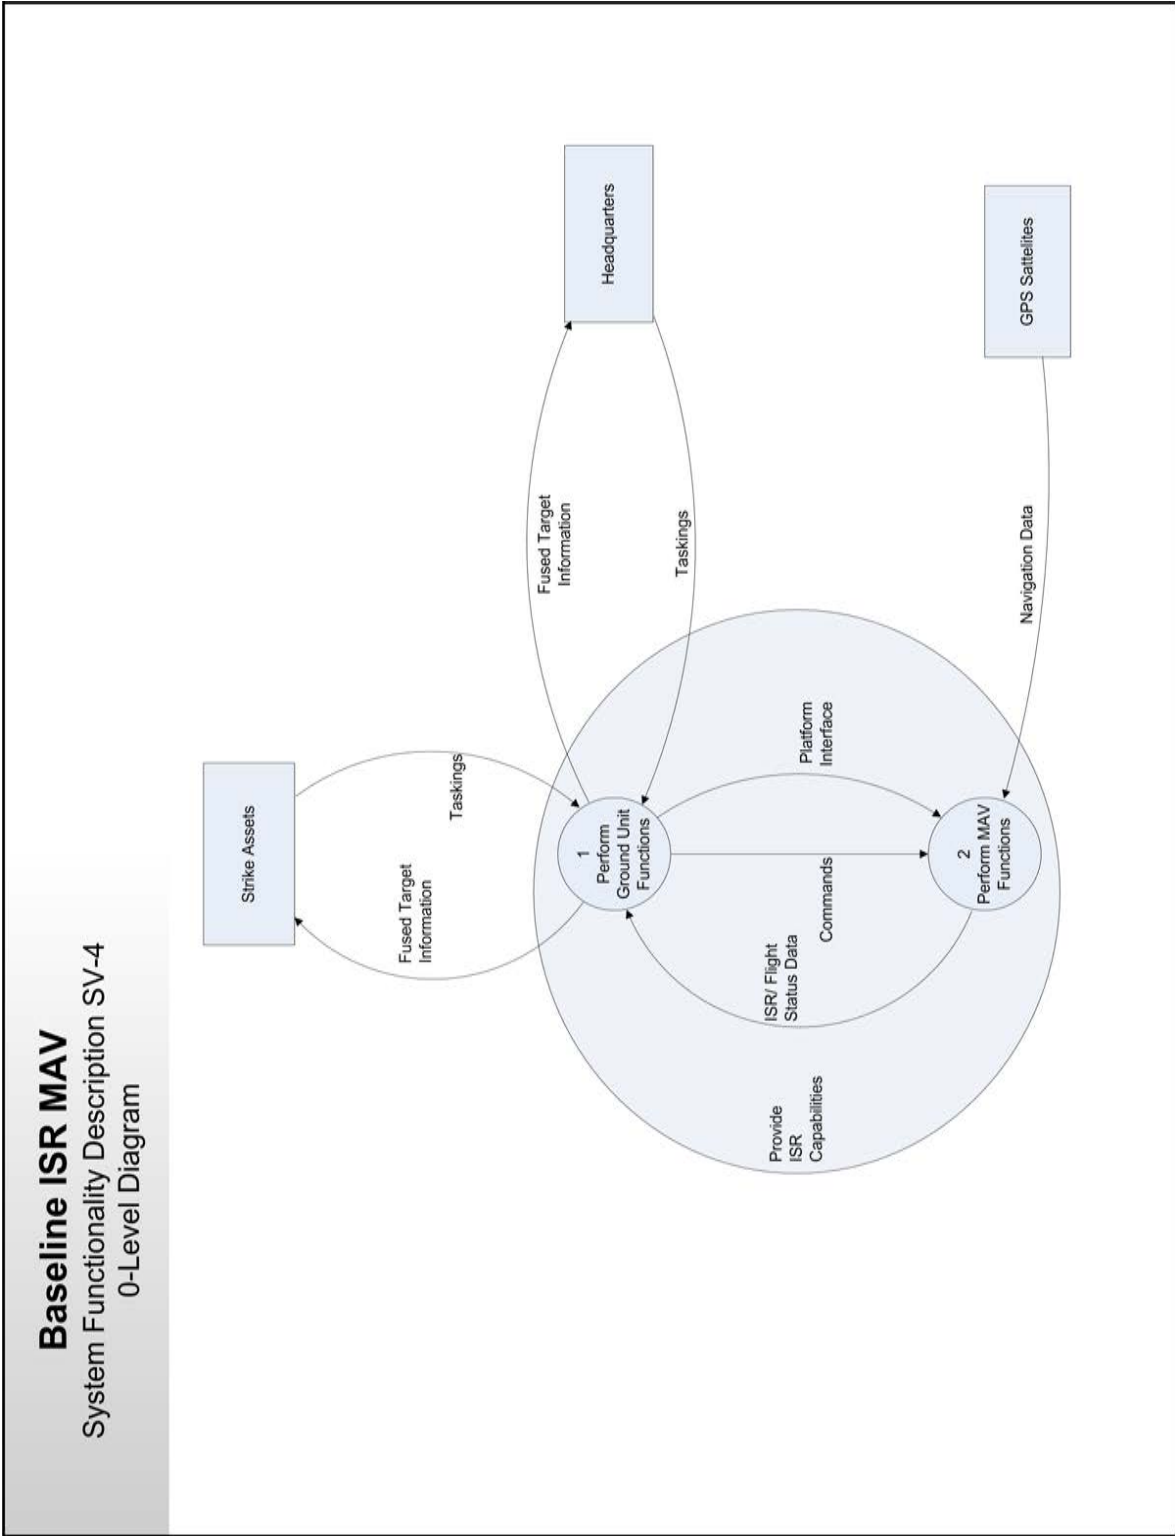 Baseline ISR MAV
System Functionality Description SV-4
0-Level Diagram
Strike Assets
Fused Target
Information
Taskings
Fused Target
Information
Headquarters
Taskings
1
Perform
Ground Unit
Functions
Provide
ISR
Capabilities
ISR/ Flight
Status Data
Commands
Platform
Interface
2
Perform MAV
Functions
Navigation Data
GPS Sattelites